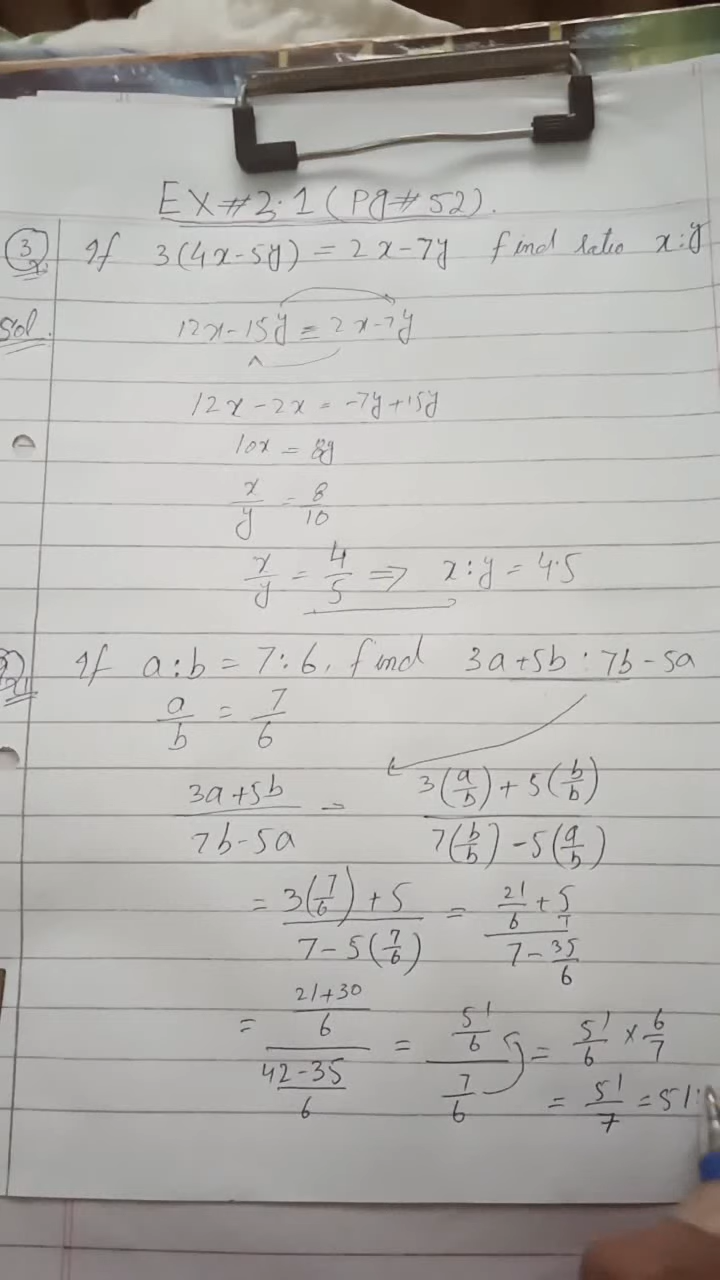 EX#3.1 (Pg#52).
3 If 3(4x-5y) = 2x-7y find ratio x:y
Sol.
12x-15y = 2x-7y
12x-2x = -7y+15y
10x = 8y
x/y = 8/10
x/y = 4/5 => x:y = 4.5
If a:b = 7:6, find 3a+5b : 7b-5a
a/b = 7/6
(3a+5b)/(7b-5a) = (3(a/b)+5(b/b))/(7(b/b)-5(a/b))
= (3(7/6)+5)/(7-5(7/6)) = (21/6+5/1)/(7-35/6)
= ((21+30)/6)/((42-35)/6) = (51/6)/(7/6) = 51/6 × 6/7
= 51/7 = 51: